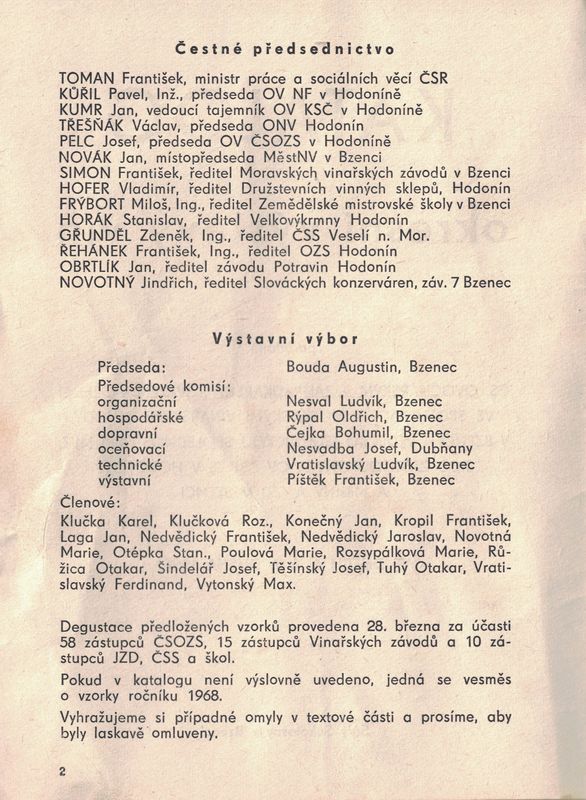 Čestné předsednictvo
TOMAN František, ministr práce a sociálních věcí ČSR
KŮŘIL Pavel, Inž., předseda OV NF v Hodoníně
KUMR Jan, vedoucí tajemník OV KSČ v Hodoníně
TŘEŠŇÁK Václav, předseda ONV Hodonín
PELC Josef, předseda OV ČSOZS v Hodoníně
NOVÁK Jan, místopředseda MěstNV v Bzenci
SIMON František, ředitel Moravských vinařských závodů v Bzenci
HOFER Vladimír, ředitel Družstevních vinných sklepů, Hodonín
FRÝBORT Miloš, Ing., ředitel Zemědělské mistrovské školy v Bzenci
HORÁK Stanislav, ředitel Velkovýkrmny Hodonín
GŘUNDĚL Zdeněk, Ing., ředitel ČSS Veselí n. Mor.
ŘEHÁNEK František, Ing., ředitel OZS Hodonín
OBRTLÍK Jan, ředitel závodu Potravin Hodonín
NOVOTNÝ Jindřich, ředitel Slováckých konzerváren, záv. 7 Bzenec
Výstavní výbor
Předseda: Bouda Augustin, Bzenec
Předsedové komisí:
organizační Nesval Ludvík, Bzenec
hospodářské Rýpal Oldřich, Bzenec
dopravní Čejka Bohumil, Bzenec
oceňovací Nesvadba Josef, Dubňany
technické Vratislavský Ludvík, Bzenec
výstavní Píštěk František, Bzenec
Členové:
Klučka Karel, Klučková Roz., Konečný Jan, Kropil František,
Laga Jan, Nedvědický František, Nedvědický Jaroslav, Novotná
Marie, Otépka Stan., Poulová Marie, Rozsypálková Marie, Rů-
žica Otakar, Šindelář Josef, Těšínský Josef, Tuhý Otakar, Vrati-
slavský Ferdinand, Vytonský Max.
Degustace předložených vzorků provedena 28. března za účasti
58 zástupců ČSOZS, 15 zástupců Vinařských závodů a 10 zá-
stupců JZD, ČSS a škol.
Pokud v katalogu není výslovně uvedeno, jedná se vesměs
o vzorky ročníku 1968.
Vyhražujeme si případné omyly v textové části a prosíme, aby
byly laskavě omluveny.
2